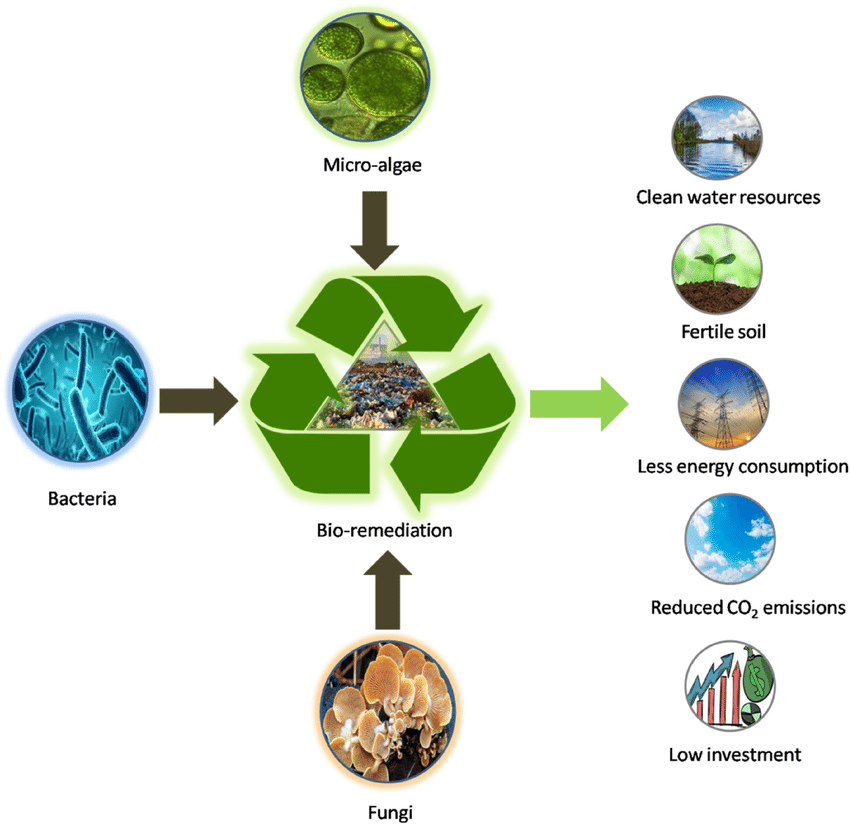 Micro-algae
Clean water resources
Fertile soil
Less energy consumption
Bacteria
Bio-remediation
Reduced CO₂ emissions
Low investment
Fungi